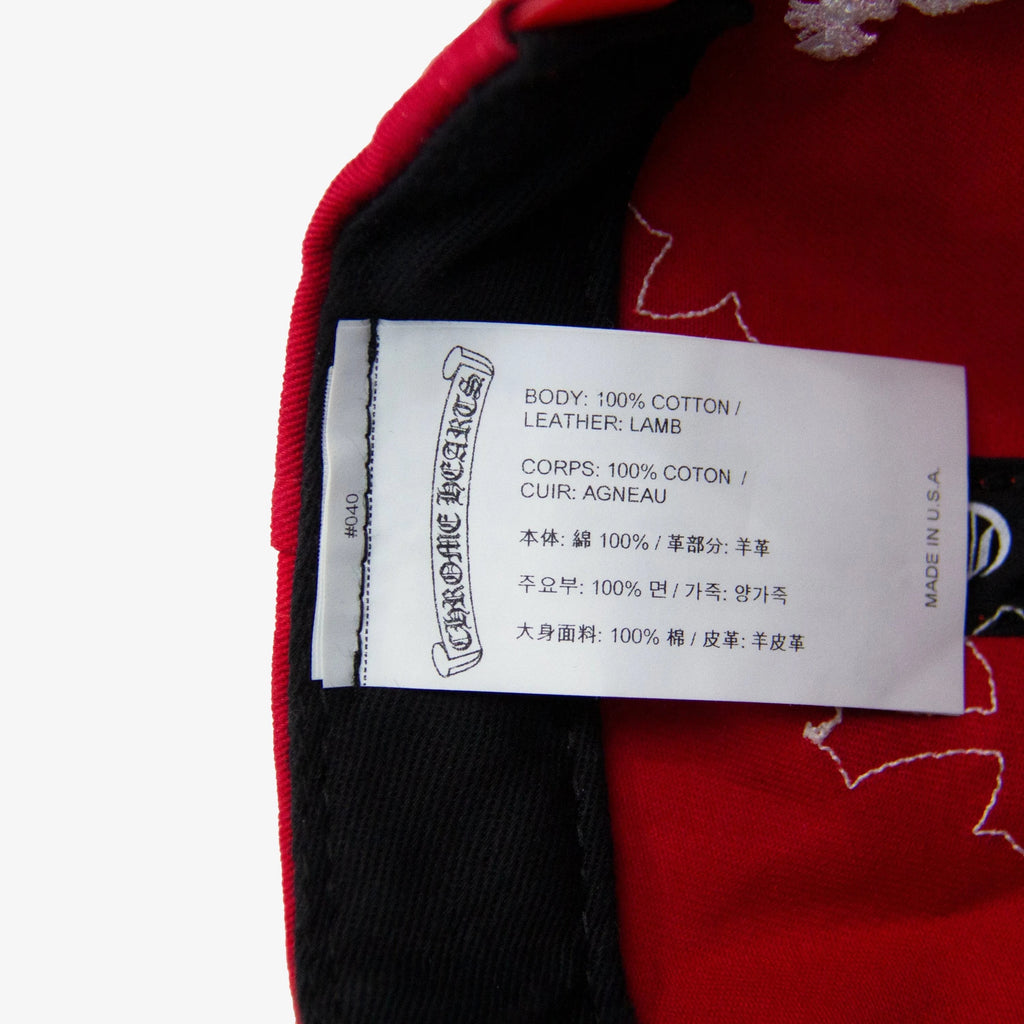 #040
CHROME HEARTS
BODY: 100% COTTON /
LEATHER: LAMB
CORPS: 100% COTON /
CUIR: AGNEAU
本体: 綿 100% / 革部分: 羊革
주요부: 100% 면 / 가죽: 양가죽
大身面料: 100% 棉 / 皮革: 羊皮革
MADE IN U.S.A.